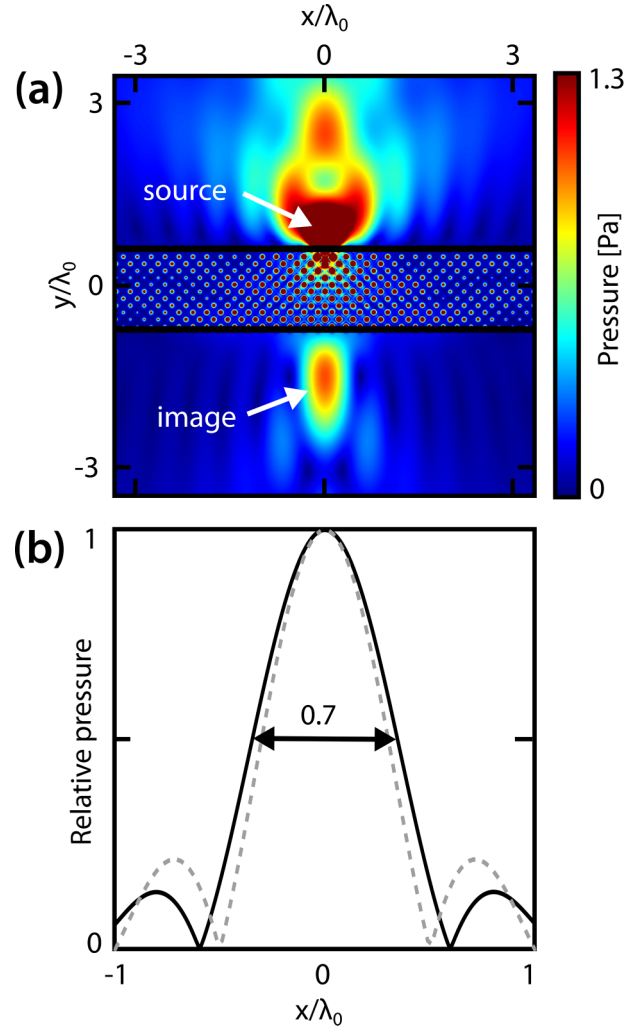 x/λ₀
-3 0 3
(a)
3
source
y/λ₀
0
image
-3
1.3
Pressure [Pa]
0
(b)
1
Relative pressure
0.7
0
-1 0 1
x/λ₀